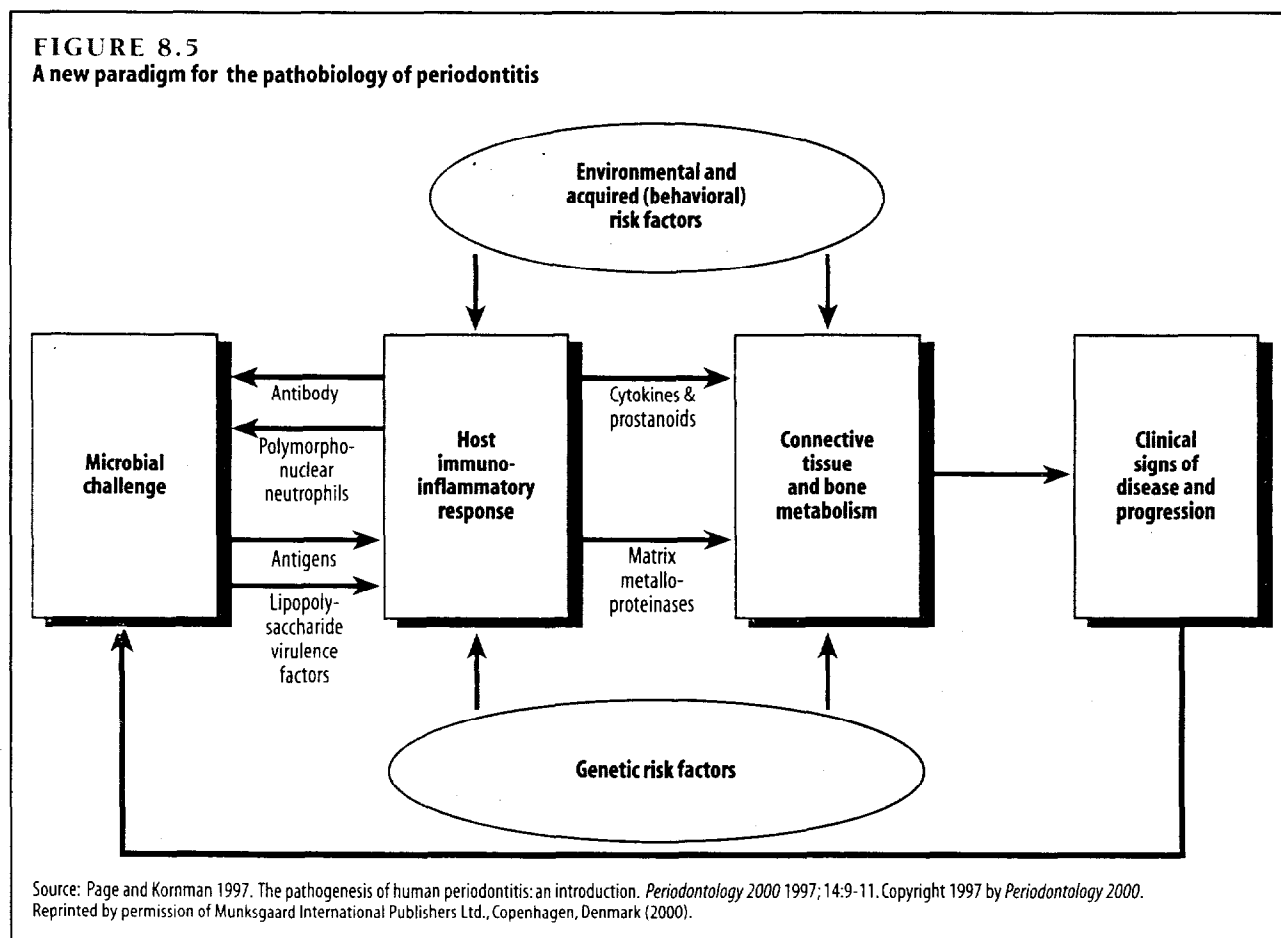 FIGURE 8.5
A new paradigm for the pathobiology of periodontitis
Environmental and
acquired (behavioral)
risk factors
Microbial
challenge
Antibody
Polymorpho-
nuclear
neutrophils
Antigens
Lipopoly-
saccharide
virulence
factors
Host
immuno-
inflammatory
response
Cytokines &
prostanoids
Matrix
metallo-
proteinases
Connective
tissue
and bone
metabolism
Clinical
signs of
disease and
progression
Genetic risk factors
Source: Page and Kornman 1997. The pathogenesis of human periodontitis: an introduction. Periodontology 2000 1997; 14:9-11. Copyright 1997 by Periodontology 2000.
Reprinted by permission of Munksgaard International Publishers Ltd., Copenhagen, Denmark (2000).